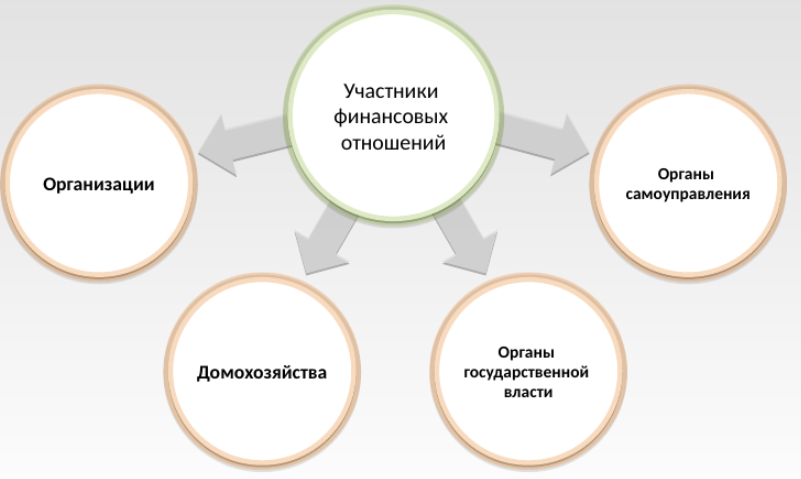 Участники
финансовых
отношений
Организации
Органы
самоуправления
Домохозяйства
Органы
государственной
власти